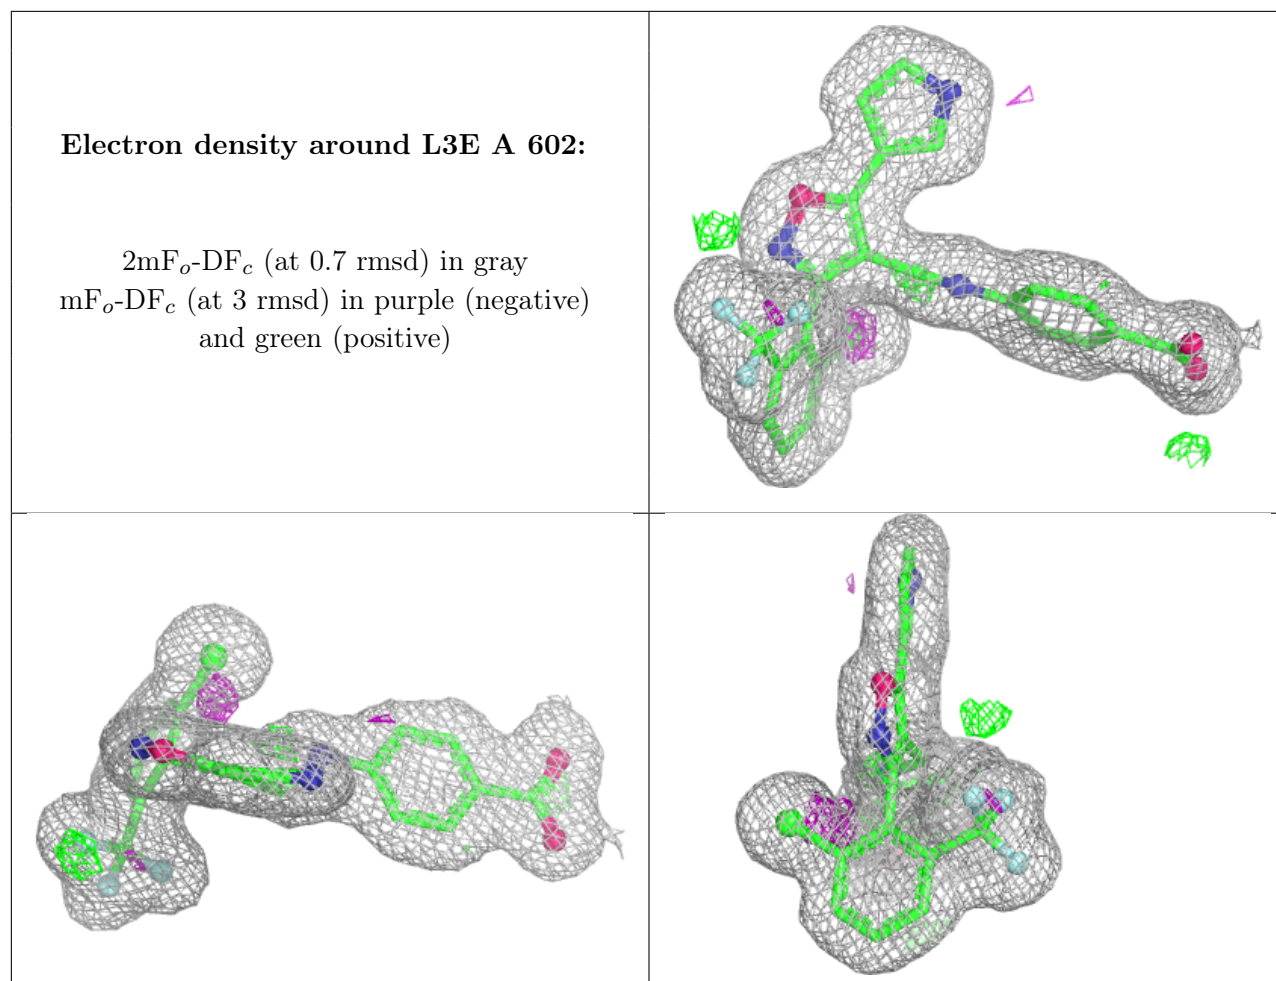 Electron density around L3E A 602:
2mFo-DFc (at 0.7 rmsd) in gray
mFo-DFc (at 3 rmsd) in purple (negative)
and green (positive)